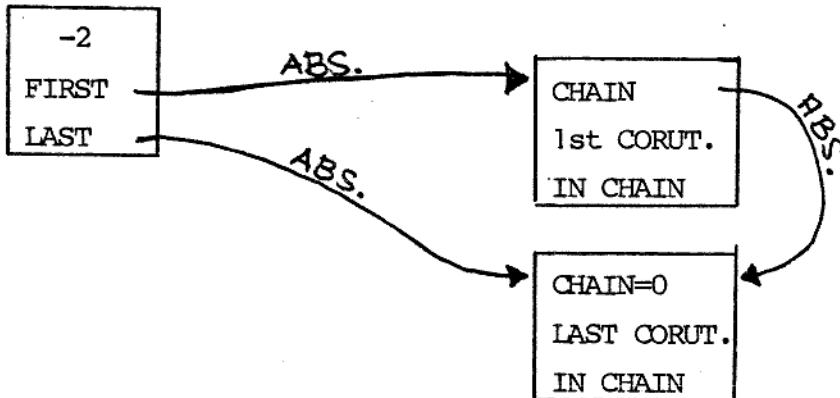 -2
FIRST
LAST
ABS.
ABS.
CHAIN
1st CORUT.
IN CHAIN
ABS.
CHAIN=0
LAST CORUT.
IN CHAIN